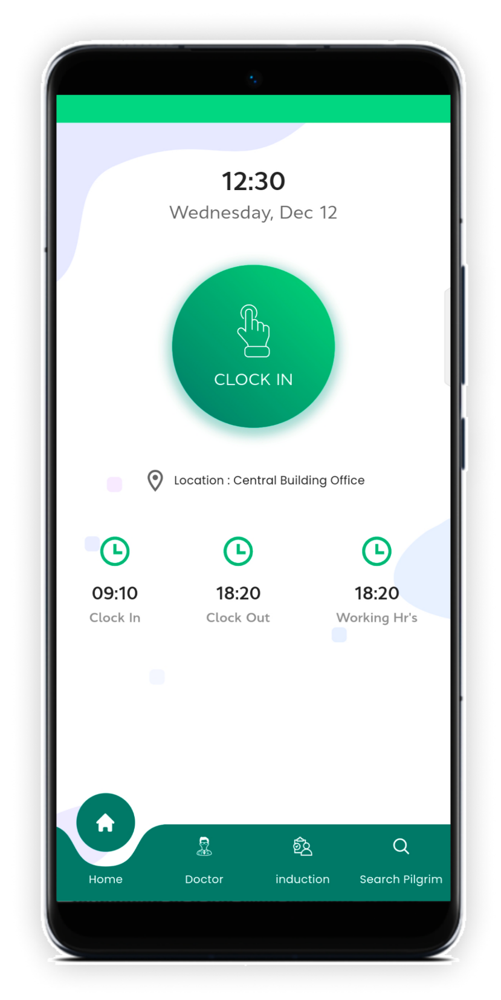 12:30
Wednesday, Dec 12
CLOCK IN
Location : Central Building Office
09:10 18:20 18:20
Clock In Clock Out Working Hr's
Home Doctor induction Search Pilgrim